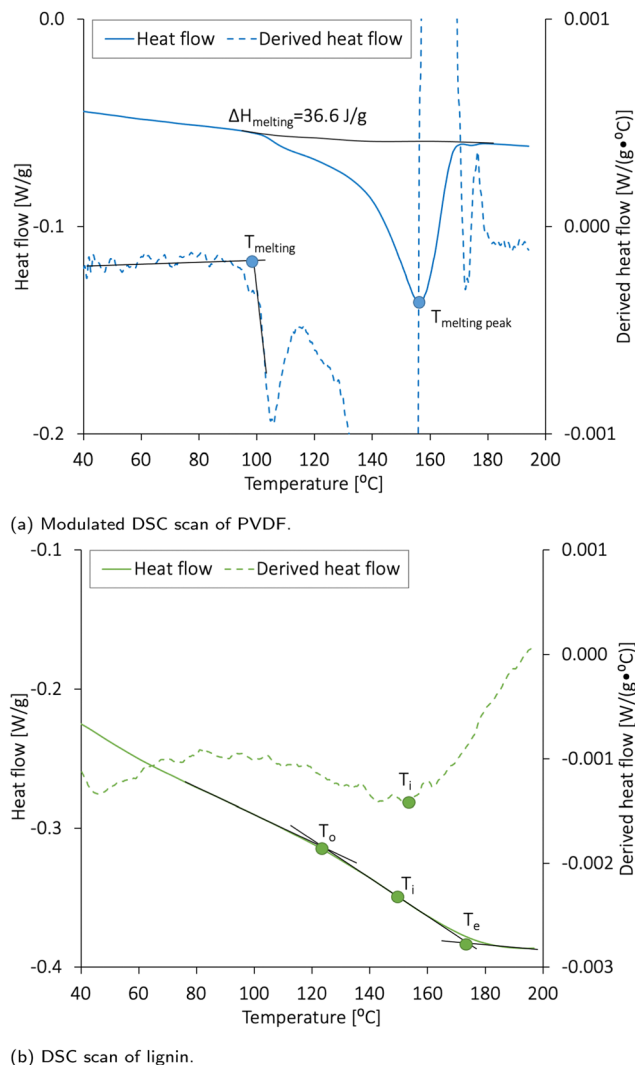 0.0
0.001
Heat flow
Derived heat flow
ΔHmelting=36.6 J/g
Heat flow [W/g]
-0.1
0.000
Derived heat flow [W/(g•ºC)]
Tmelting
Tmelting peak
-0.2
-0.001
40 60 80 100 120 140 160 180 200
Temperature [ºC]
(a) Modulated DSC scan of PVDF.
-0.1
0.001
Heat flow
Derived heat flow
0.000
Heat flow [W/g]
-0.2
Derived heat flow [W/(g•ºC)]
-0.001
Ti
-0.3
To
-0.002
Ti
Te
-0.4
-0.003
40 60 80 100 120 140 160 180 200
Temperature [ºC]
(b) DSC scan of lignin.